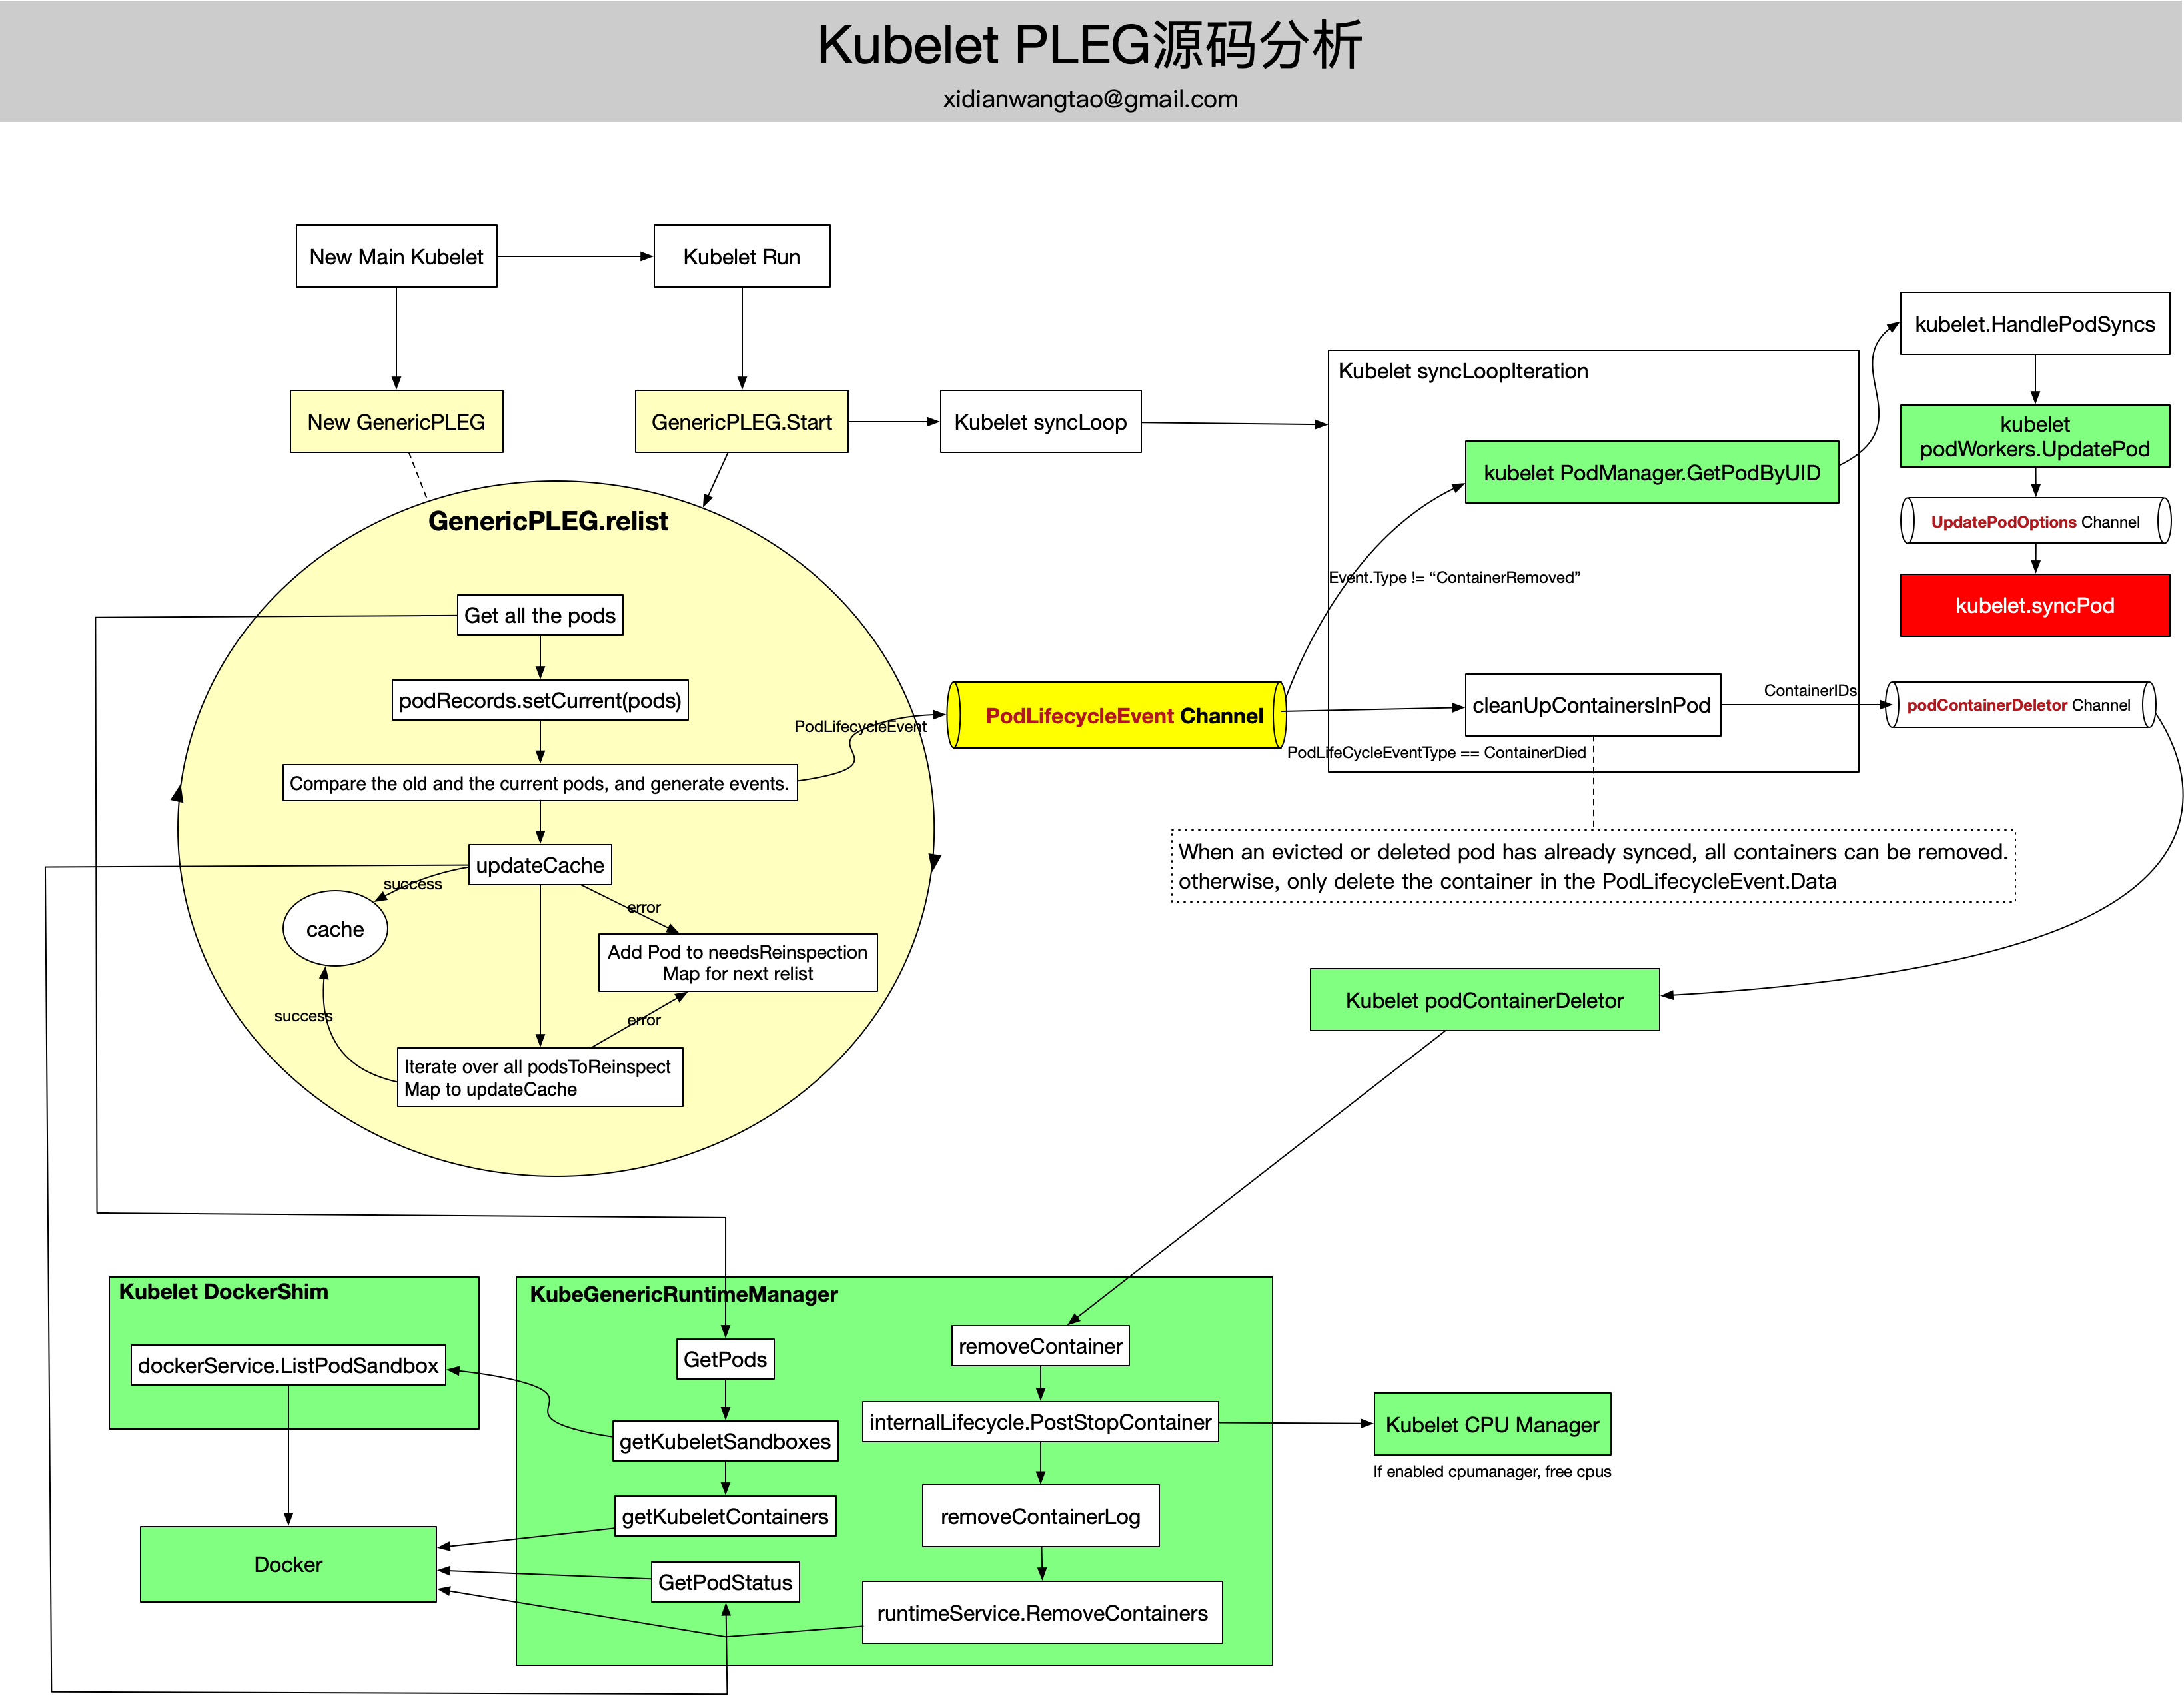 Kubelet PLEG源码分析
xidianwangtao@gmail.com
New Main Kubelet
Kubelet Run
New GenericPLEG
GenericPLEG.Start
Kubelet syncLoop
Kubelet syncLoopIteration
kubelet PodManager.GetPodByUID
Event.Type != “ContainerRemoved”
kubelet.HandlePodSyncs
kubelet
podWorkers.UpdatePod
UpdatePodOptions Channel
kubelet.syncPod
GenericPLEG.relist
Get all the pods
podRecords.setCurrent(pods)
Compare the old and the current pods, and generate events.
PodLifecycleEvent
PodLifecycleEvent Channel
cleanUpContainersInPod
PodLifeCycleEventType == ContainerDied
ContainerIDs
podContainerDeletor Channel
updateCache
success
error
cache
Add Pod to needsReinspection
Map for next relist
success
error
Iterate over all podsToReinspect
Map to updateCache
When an evicted or deleted pod has already synced, all containers can be removed.
otherwise, only delete the container in the PodLifecycleEvent.Data
Kubelet podContainerDeletor
Kubelet DockerShim
dockerService.ListPodSandbox
Docker
KubeGenericRuntimeManager
GetPods
getKubeletSandboxes
getKubeletContainers
GetPodStatus
removeContainer
internalLifecycle.PostStopContainer
removeContainerLog
runtimeService.RemoveContainers
Kubelet CPU Manager
If enabled cpumanager, free cpus